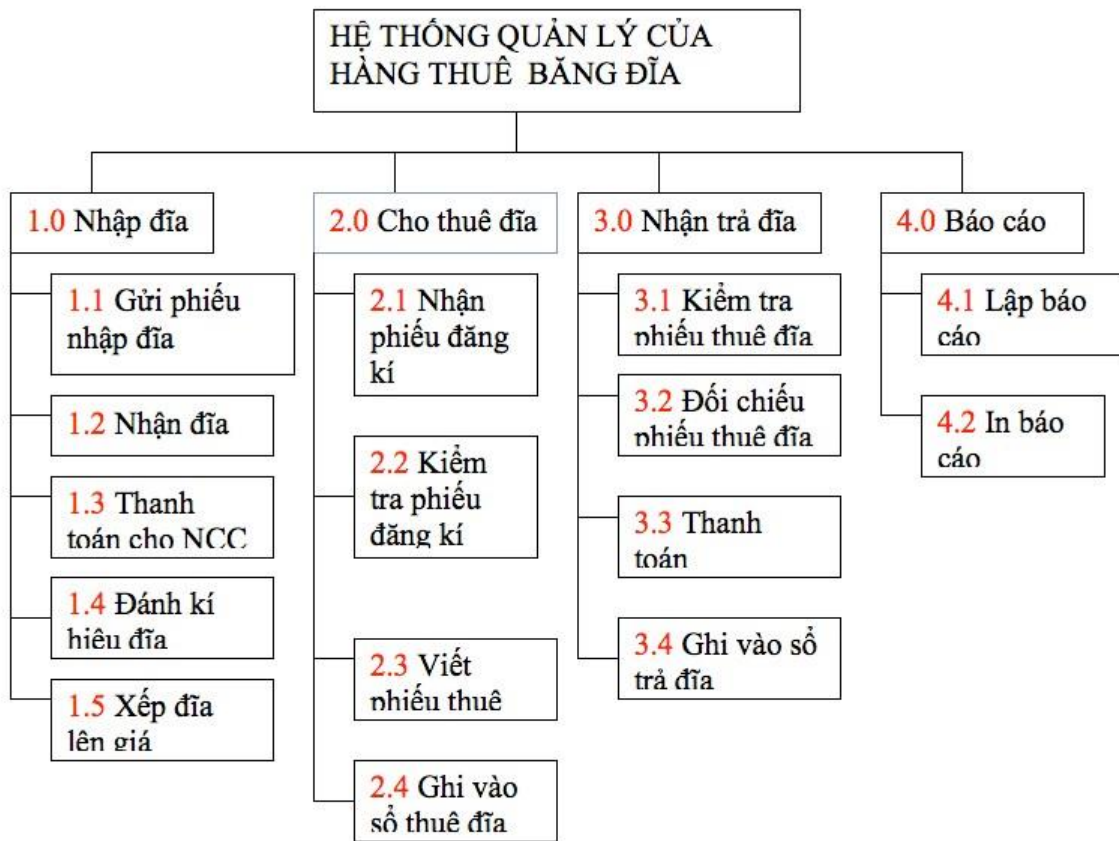 HỆ THỐNG QUẢN LÝ CỦA
HÀNG THUÊ BĂNG ĐĨA
1.0 Nhập đĩa
1.1 Gửi phiếu
nhập đĩa
1.2 Nhận đĩa
1.3 Thanh
toán cho NCC
1.4 Đánh kí
hiệu đĩa
1.5 Xếp đĩa
lên giá
2.0 Cho thuê đĩa
2.1 Nhận
phiếu đăng
kí
2.2 Kiểm
tra phiếu
đăng kí
2.3 Viết
phiếu thuê
2.4 Ghi vào
sổ thuê đĩa
3.0 Nhận trả đĩa
3.1 Kiểm tra
phiếu thuê đĩa
3.2 Đối chiếu
phiếu thuê đĩa
3.3 Thanh
toán
3.4 Ghi vào sổ
trả đĩa
4.0 Báo cáo
4.1 Lập báo
cáo
4.2 In báo
cáo